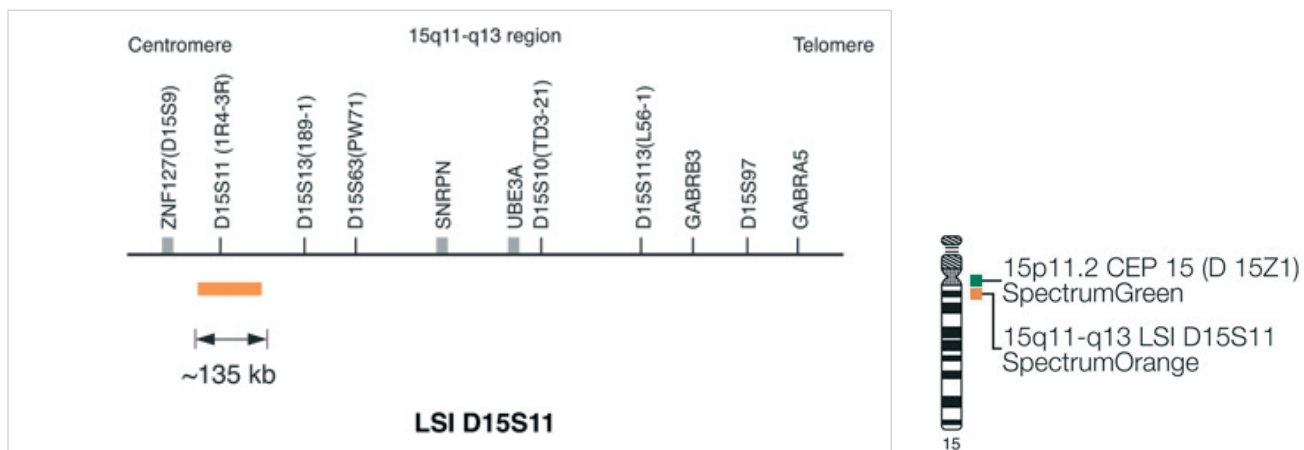 Centromere
15q11-q13 region
Telomere
ZNF127(D15S9)
D15S11 (1R4-3R)
D15S13(189-1)
D15S63(PW71)
SNRPN
UBE3A
D15S10(TD3-21)
D15S113(L56-1)
GABRB3
D15S97
GABRA5
~135 kb
LSI D15S11
15p11.2 CEP 15 (D 15Z1)
SpectrumGreen
15q11-q13 LSI D15S11
SpectrumOrange
15